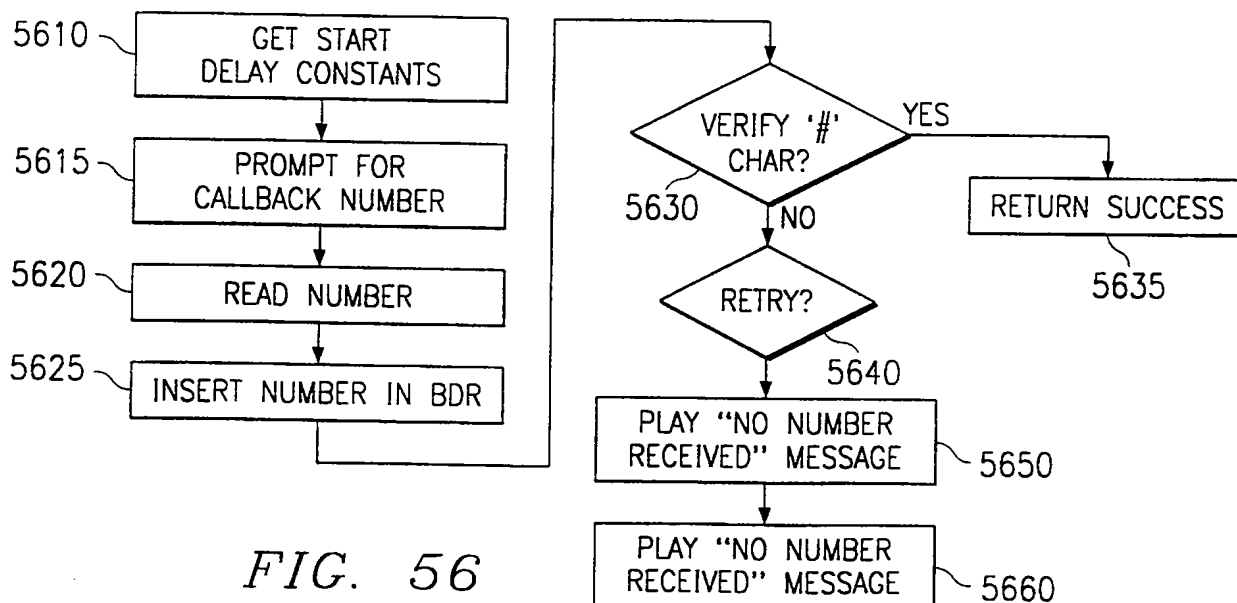 5610
GET START
DELAY CONSTANTS
5615
PROMPT FOR
CALLBACK NUMBER
5620
READ NUMBER
5625
INSERT NUMBER IN BDR
VERIFY '#'
CHAR?
5630
YES
RETURN SUCCESS
5635
NO
RETRY?
5640
PLAY "NO NUMBER
RECEIVED" MESSAGE
5650
PLAY "NO NUMBER
RECEIVED" MESSAGE
5660
FIG. 56